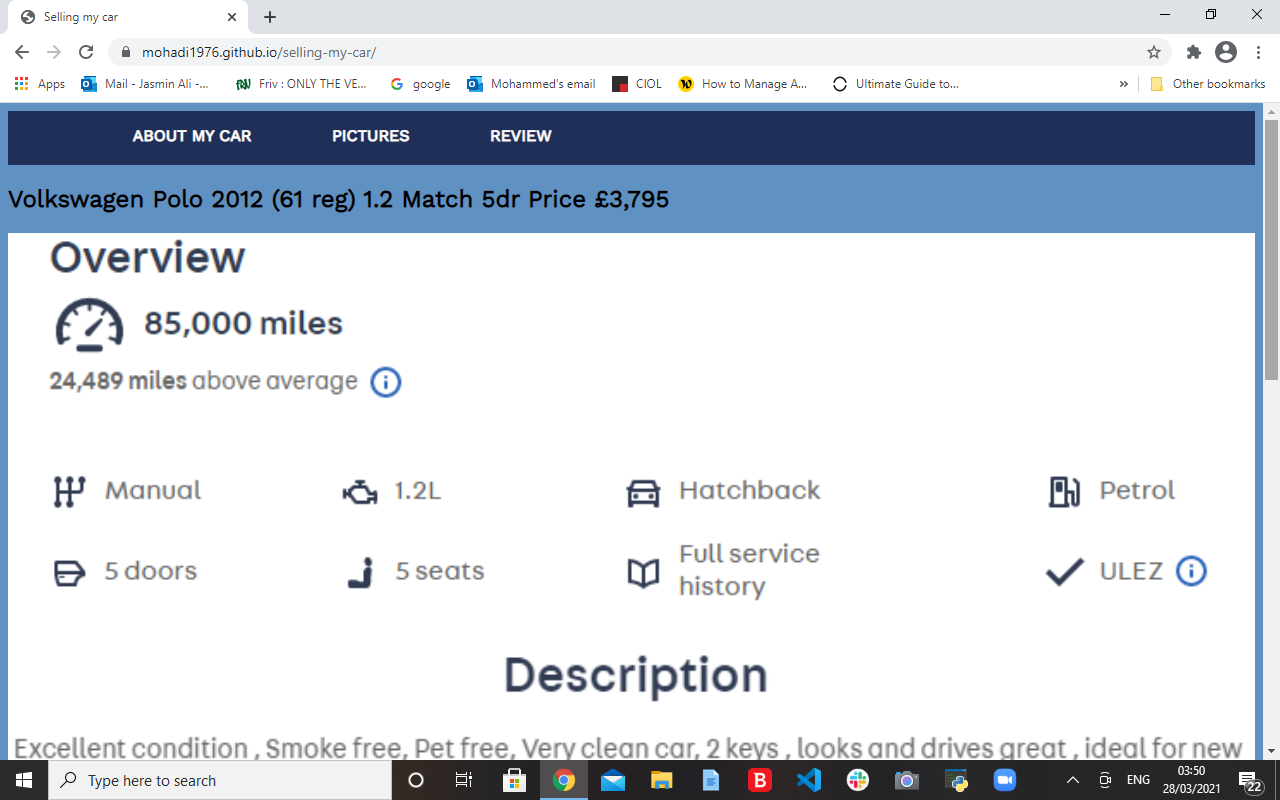 Selling my car
mohadi1976.github.io/selling-my-car/
Apps Mail - Jasmin Ali -... Friv : ONLY THE VE... google Mohammed's email CIOL How to Manage A... Ultimate Guide to... » Other bookmarks
ABOUT MY CAR PICTURES REVIEW
Volkswagen Polo 2012 (61 reg) 1.2 Match 5dr Price £3,795
Overview
85,000 miles
24,489 miles above average
Manual 1.2L Hatchback Petrol
5 doors 5 seats Full service history ULEZ
Description
Excellent condition , Smoke free, Pet free, Very clean car, 2 keys , looks and drives great , ideal for new
Type here to search
B
ENG
03:50
28/03/2021
22